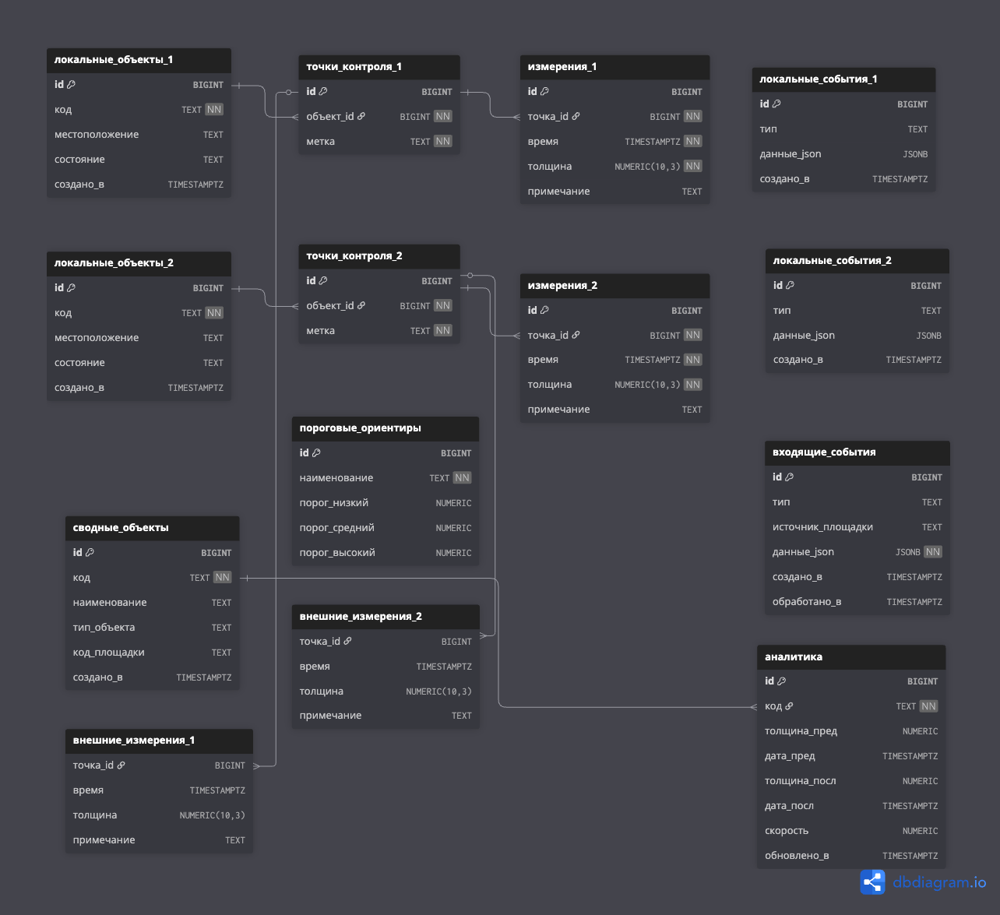 локальные_объекты_1
id BIGINT
код TEXT NN
местоположение TEXT
состояние TEXT
создано_в TIMESTAMPTZ
точки_контроля_1
id BIGINT
объект_id BIGINT NN
метка TEXT NN
измерения_1
id BIGINT
точка_id BIGINT NN
время TIMESTAMPTZ NN
толщина NUMERIC(10,3) NN
примечание TEXT
локальные_события_1
id BIGINT
тип TEXT
данные_json JSONB
создано_в TIMESTAMPTZ
локальные_объекты_2
id BIGINT
код TEXT NN
местоположение TEXT
состояние TEXT
создано_в TIMESTAMPTZ
точки_контроля_2
id BIGINT
объект_id BIGINT NN
метка TEXT NN
измерения_2
id BIGINT
точка_id BIGINT NN
время TIMESTAMPTZ NN
толщина NUMERIC(10,3) NN
примечание TEXT
локальные_события_2
id BIGINT
тип TEXT
данные_json JSONB
создано_в TIMESTAMPTZ
пороговые_ориентиры
id BIGINT
наименование TEXT NN
порог_низкий NUMERIC
порог_средний NUMERIC
порог_высокий NUMERIC
входящие_события
id BIGINT
тип TEXT
источник_площадки TEXT
данные_json JSONB NN
создано_в TIMESTAMPTZ
обработано_в TIMESTAMPTZ
сводные_объекты
id BIGINT
код TEXT NN
наименование TEXT
тип_объекта TEXT
код_площадки TEXT
создано_в TIMESTAMPTZ
внешние_измерения_2
точка_id BIGINT
время TIMESTAMPTZ
толщина NUMERIC(10,3)
примечание TEXT
аналитика
id BIGINT
код TEXT NN
толщина_пред NUMERIC
дата_пред TIMESTAMPTZ
толщина_посл NUMERIC
дата_посл TIMESTAMPTZ
скорость NUMERIC
обновлено_в TIMESTAMPTZ
внешние_измерения_1
точка_id BIGINT
время TIMESTAMPTZ
толщина NUMERIC(10,3)
примечание TEXT
dbdiagram.io